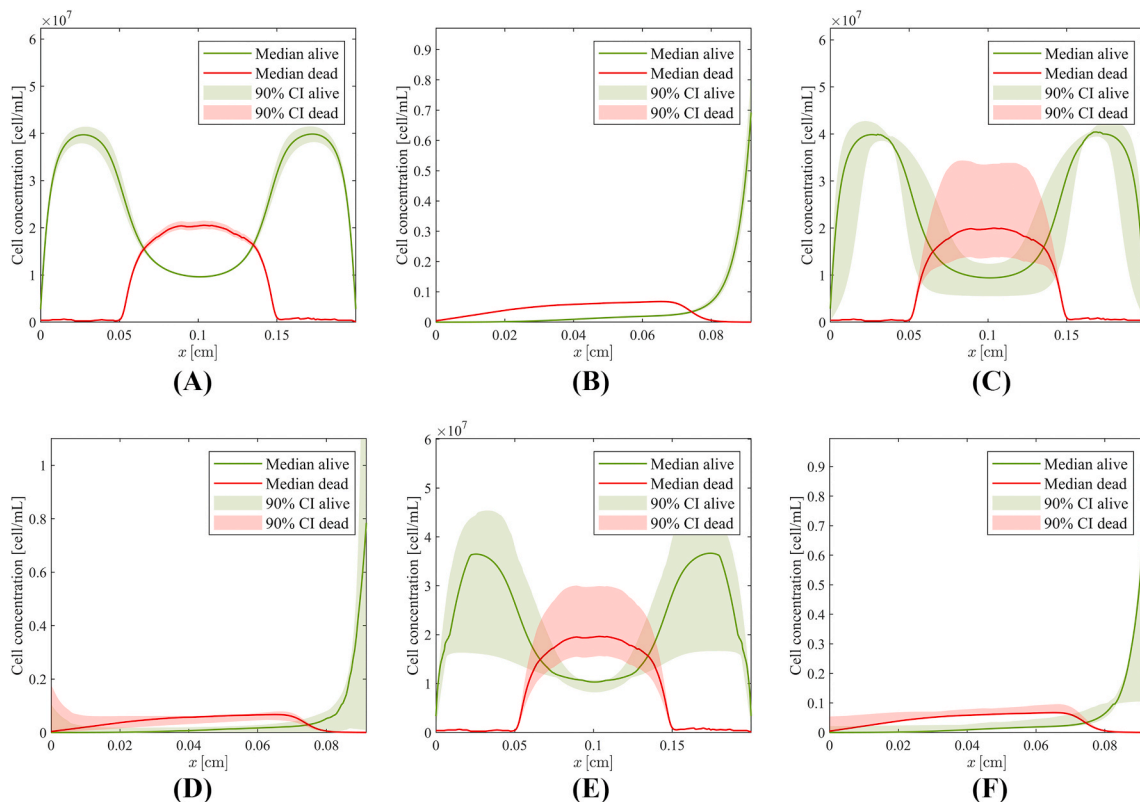 ×10⁷
6
5
4
3
2
1
0
Cell concentration [cell/mL]
0 0.05 0.1 0.15
x [cm]
Median alive
Median dead
90% CI alive
90% CI dead
(A)
0.9
0.8
0.7
0.6
0.5
0.4
0.3
0.2
0.1
0
Cell concentration [cell/mL]
0 0.02 0.04 0.06 0.08
x [cm]
Median alive
Median dead
90% CI alive
90% CI dead
(B)
×10⁷
6
5
4
3
2
1
0
Cell concentration [cell/mL]
0 0.05 0.1 0.15
x [cm]
Median alive
Median dead
90% CI alive
90% CI dead
(C)
1
0.8
0.6
0.4
0.2
0
Cell concentration [cell/mL]
0 0.02 0.04 0.06 0.08
x [cm]
Median alive
Median dead
90% CI alive
90% CI dead
(D)
×10⁷
6
5
4
3
2
1
0
Cell concentration [cell/mL]
0 0.05 0.1 0.15
x [cm]
Median alive
Median dead
90% CI alive
90% CI dead
(E)
0.9
0.8
0.7
0.6
0.5
0.4
0.3
0.2
0.1
0
Cell concentration [cell/mL]
0 0.02 0.04 0.06 0.08
x [cm]
Median alive
Median dead
90% CI alive
90% CI dead
(F)